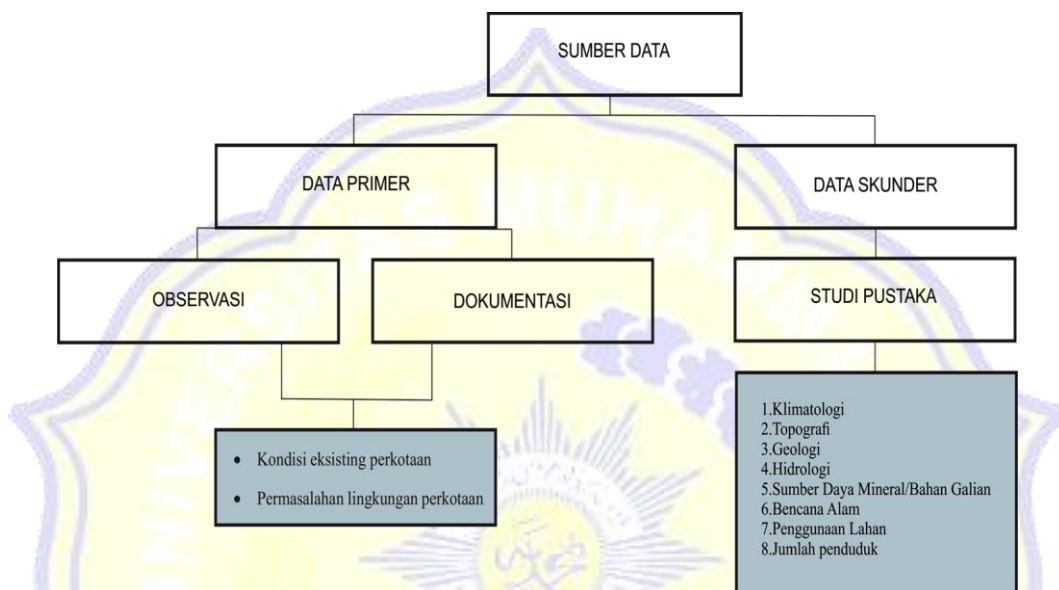 SUMBER DATA
DATA PRIMER
DATA SKUNDER
OBSERVASI
DOKUMENTASI
STUDI PUSTAKA
• Kondisi eksisting perkotaan
• Permasalahan lingkungan perkotaan
1.Klimatologi
2.Topografi
3.Geologi
4.Hidrologi
5.Sumber Daya Mineral/Bahan Galian
6.Bencana Alam
7.Penggunaan Lahan
8.Jumlah penduduk